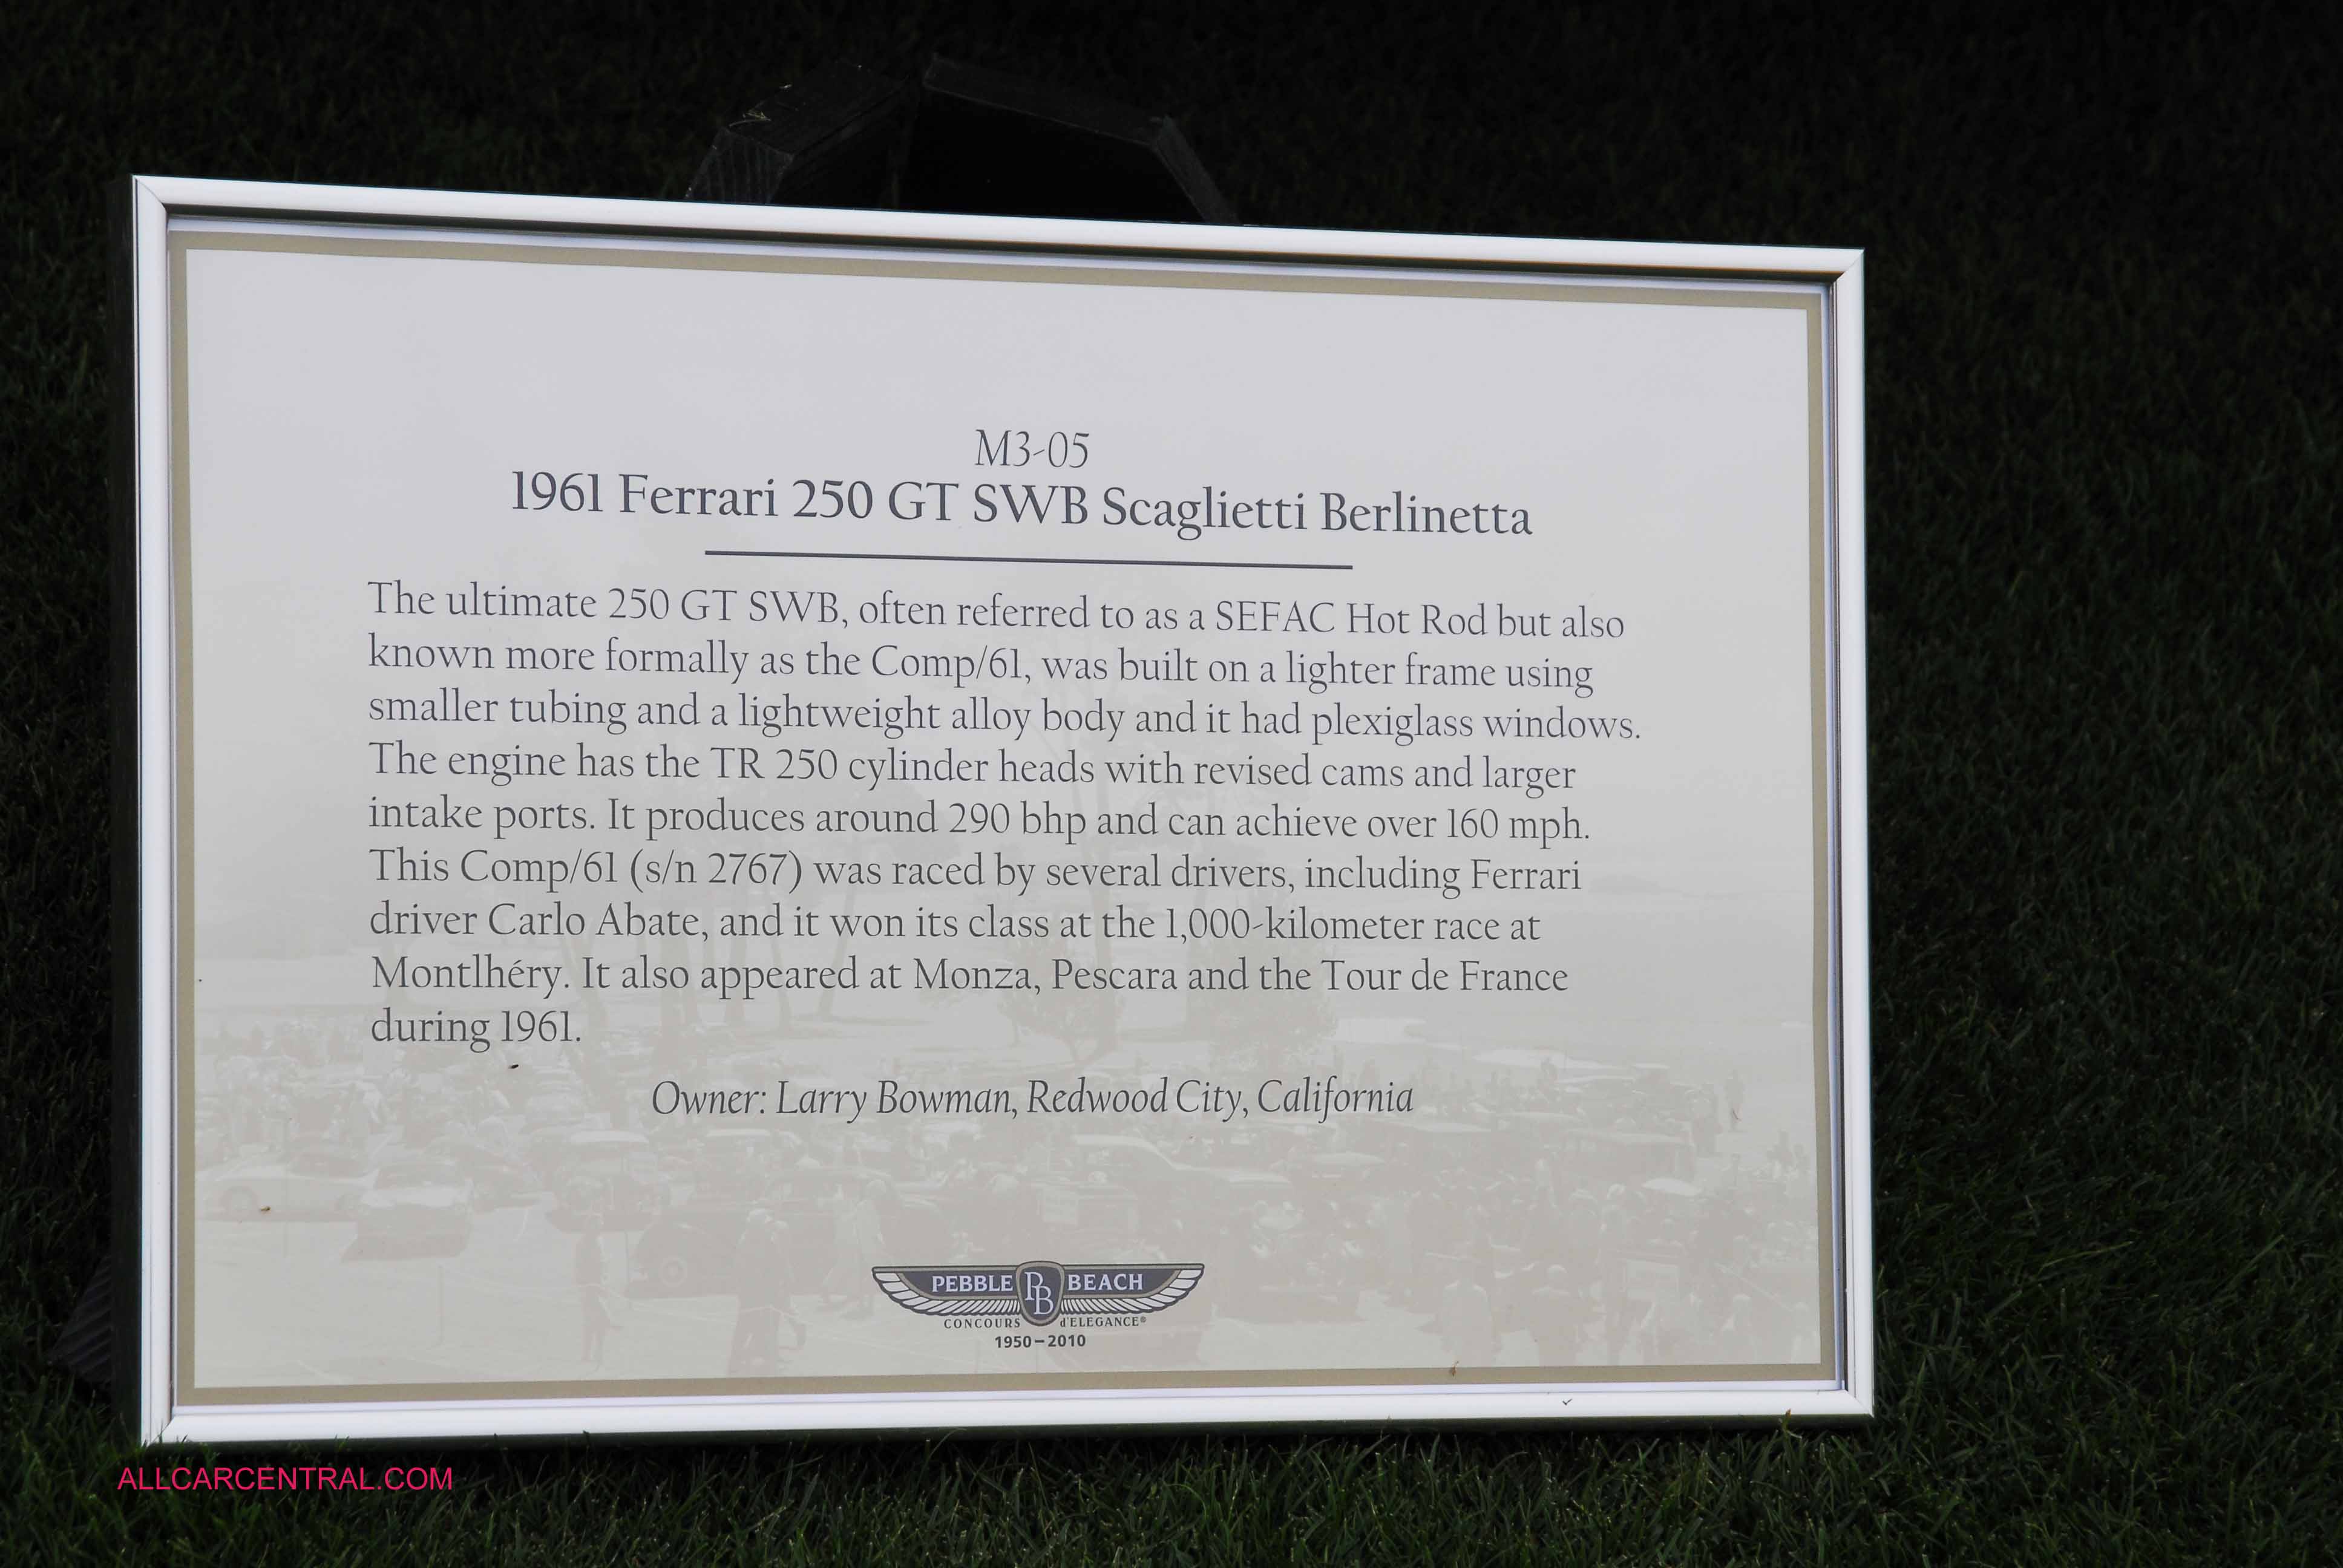 M3-05
1961 Ferrari 250 GT SWB Scaglietti Berlinetta
The ultimate 250 GT SWB, often referred to as a SEFAC Hot Rod but also
known more formally as the Comp/61, was built on a lighter frame using
smaller tubing and a lightweight alloy body and it had plexiglass windows.
The engine has the TR 250 cylinder heads with revised cams and larger
intake ports. It produces around 290 bhp and can achieve over 160 mph.
This Comp/61 (s/n 2767) was raced by several drivers, including Ferrari
driver Carlo Abate, and it won its class at the 1,000-kilometer race at
Montlhéry. It also appeared at Monza, Pescara and the Tour de France
during 1961.
Owner: Larry Bowman, Redwood City, California
PEBBLE PB BEACH
CONCOURS d'ELEGANCE®
1950–2010
ALLCARCENTRAL.COM